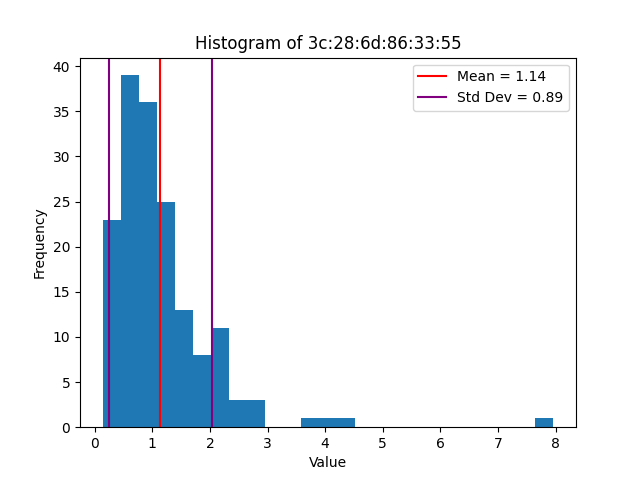 Histogram of 3c:28:6d:86:33:55
Mean = 1.14
Std Dev = 0.89
40
35
30
25
20
15
10
5
0
Frequency
0 1 2 3 4 5 6 7 8
Value